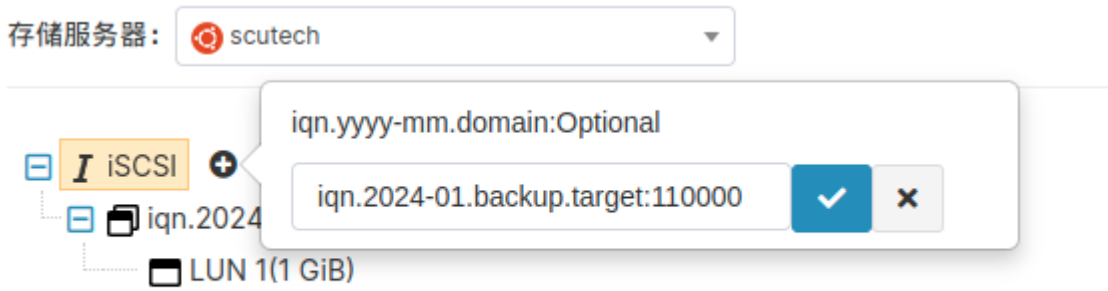 存储服务器： scutech
iqn.yyyy-mm.domain:Optional
iSCSI
iqn.2024-01.backup.target:110000
iqn.2024
LUN 1(1 GiB)